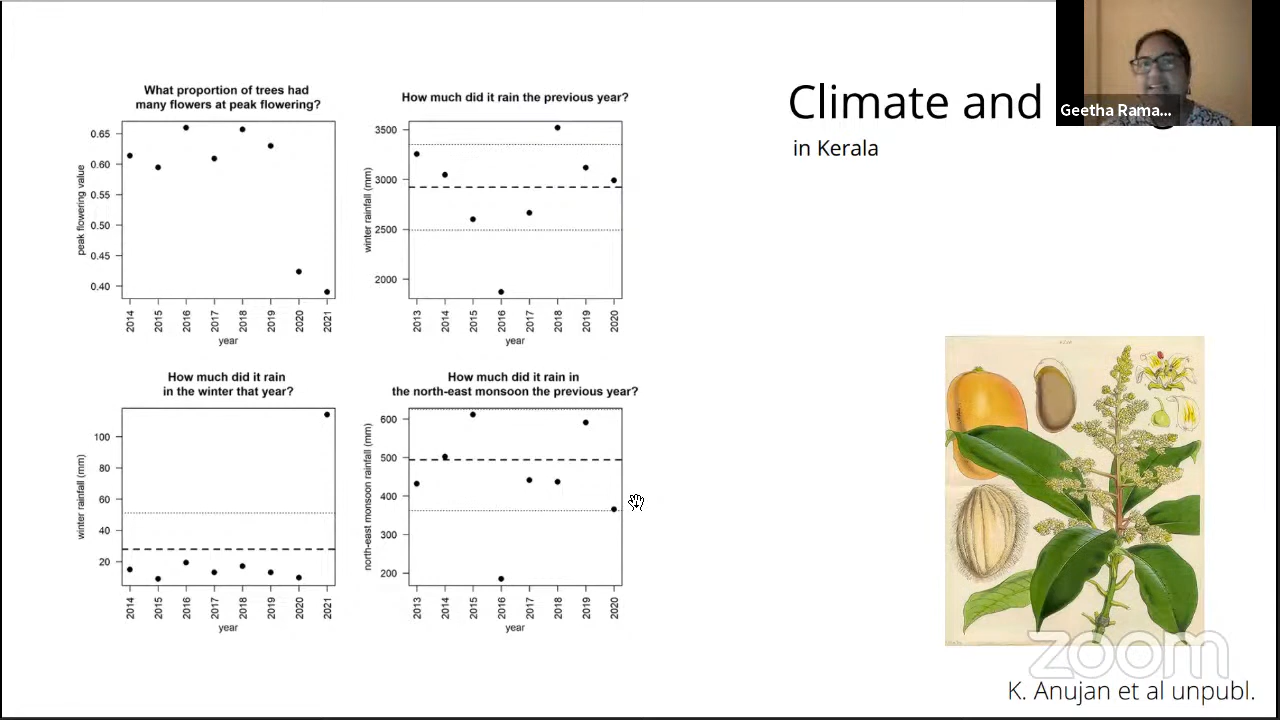 What proportion of trees had
many flowers at peak flowering?
peak flowering value
0.65
0.60
0.55
0.50
0.45
0.40
2014
2015
2016
2017
2018
2019
2020
2021
year
How much did it rain the previous year?
winter rainfall (mm)
3500
3000
2500
2000
2013
2014
2015
2016
2017
2018
2019
2020
year
How much did it rain
in the winter that year?
winter rainfall (mm)
100
80
60
40
20
2014
2015
2016
2017
2018
2019
2020
2021
year
How much did it rain in
the north-east monsoon the previous year?
north-east monsoon rainfall (mm)
600
500
400
300
200
2013
2014
2015
2016
2017
2018
2019
2020
year
Climate and
in Kerala
Geetha Rama...
zoom
K. Anujan et al unpubl.